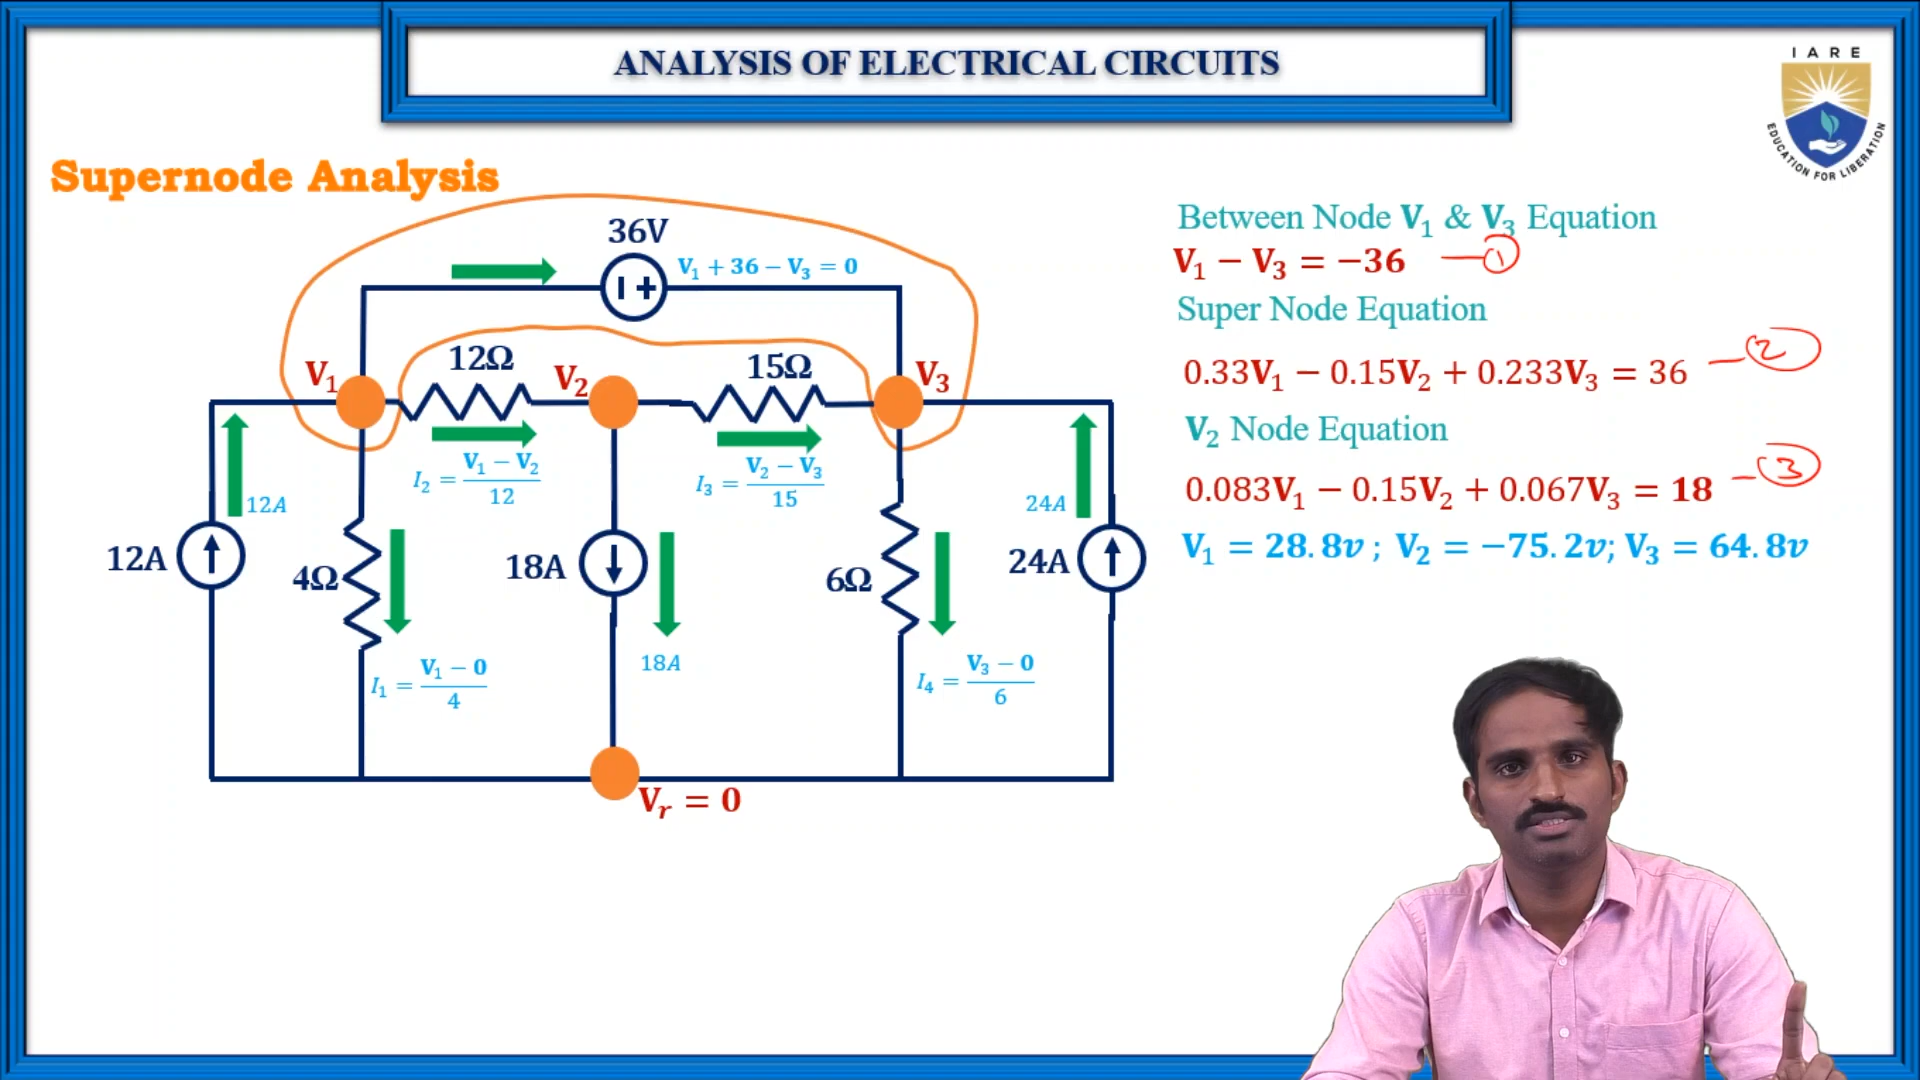 ANALYSIS OF ELECTRICAL CIRCUITS
IARE
EDUCATION FOR LIBERATION
Supernode Analysis
36V
V₁ + 36 − V₃ = 0
12Ω
15Ω
V₁
V₂
V₃
I₂ = (V₁ − V₂)/12
I₃ = (V₂ − V₃)/15
12A
24A
12A
4Ω
18A
6Ω
24A
18A
I₁ = (V₁ − 0)/4
I₄ = (V₃ − 0)/6
Vᵣ = 0
Between Node V₁ & V₃ Equation
V₁ − V₃ = −36 — ①
Super Node Equation
0.33V₁ − 0.15V₂ + 0.233V₃ = 36 — ②
V₂ Node Equation
0.083V₁ − 0.15V₂ + 0.067V₃ = 18 — ③
V₁ = 28.8v ; V₂ = −75.2v; V₃ = 64.8v